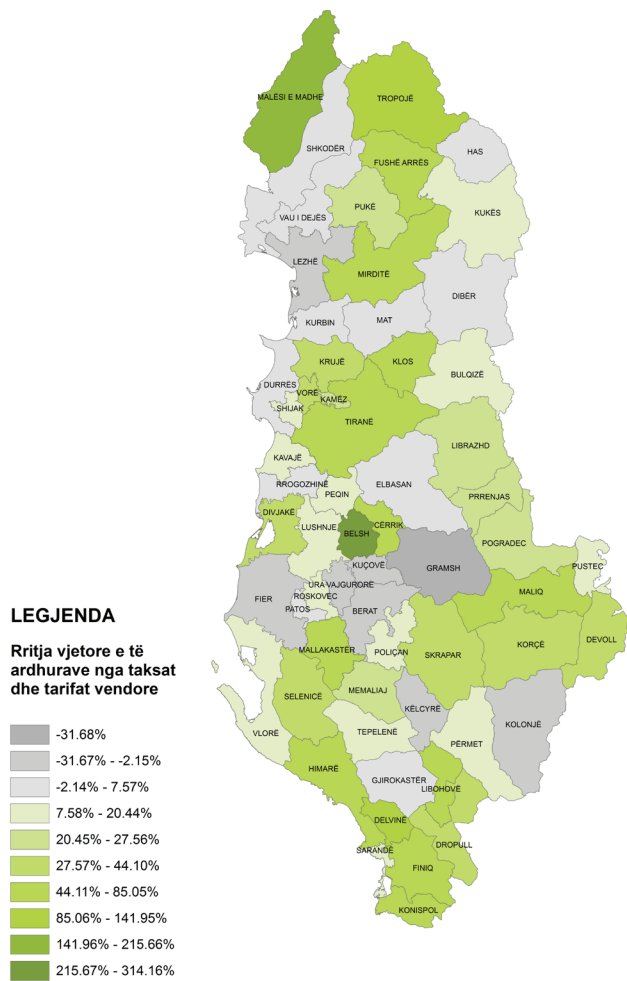 MALËSI E MADHE
TROPOJË
SHKODËR
HAS
FUSHË ARRËS
PUKË
KUKËS
VAU I DEJËS
LEZHË
MIRDITË
DIBËR
KURBIN
MAT
KRUJË
KLOS
BULQIZË
DURRËS
VORË
KAMËZ
SHIJAK
TIRANË
LIBRAZHD
KAVAJË
RROGOZHINË
ELBASAN
PEQIN
PRRENJAS
DIVJAKË
LUSHNJE
BELSH
CËRRIK
POGRADEC
KUÇOVË
GRAMSH
PUSTEC
URA-VAJGURORË
ROSKOVEC
FIER
PATOS
BERAT
MALIQ
MALLAKASTËR
POLIÇAN
SKRAPAR
KORÇË
DEVOLL
SELENICË
MEMALIAJ
KËLCYRË
KOLONJË
VLORË
TEPELENË
PËRMET
HIMARË
GJIROKASTËR
LIBOHOVË
DELVINË
DROPULL
SARANDË
FINIQ
KONISPOL
LEGJENDA
Rritja vjetore e të
ardhurave nga taksat
dhe tarifat vendore
-31.68%
-31.67% - -2.15%
-2.14% - 7.57%
7.58% - 20.44%
20.45% - 27.56%
27.57% - 44.10%
44.11% - 85.05%
85.06% - 141.95%
141.96% - 215.66%
215.67% - 314.16%